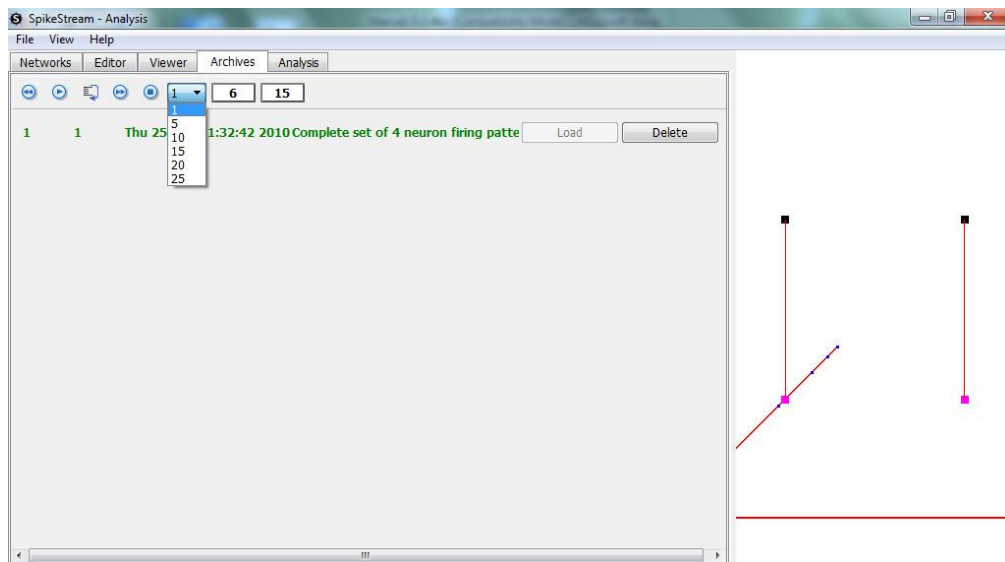 SpikeStream - Analysis
File View Help
Networks Editor Viewer Archives Analysis
1 6 15
1
5
10
15
20
25
1 1 Thu 25 1:32:42 2010 Complete set of 4 neuron firing patte Load Delete